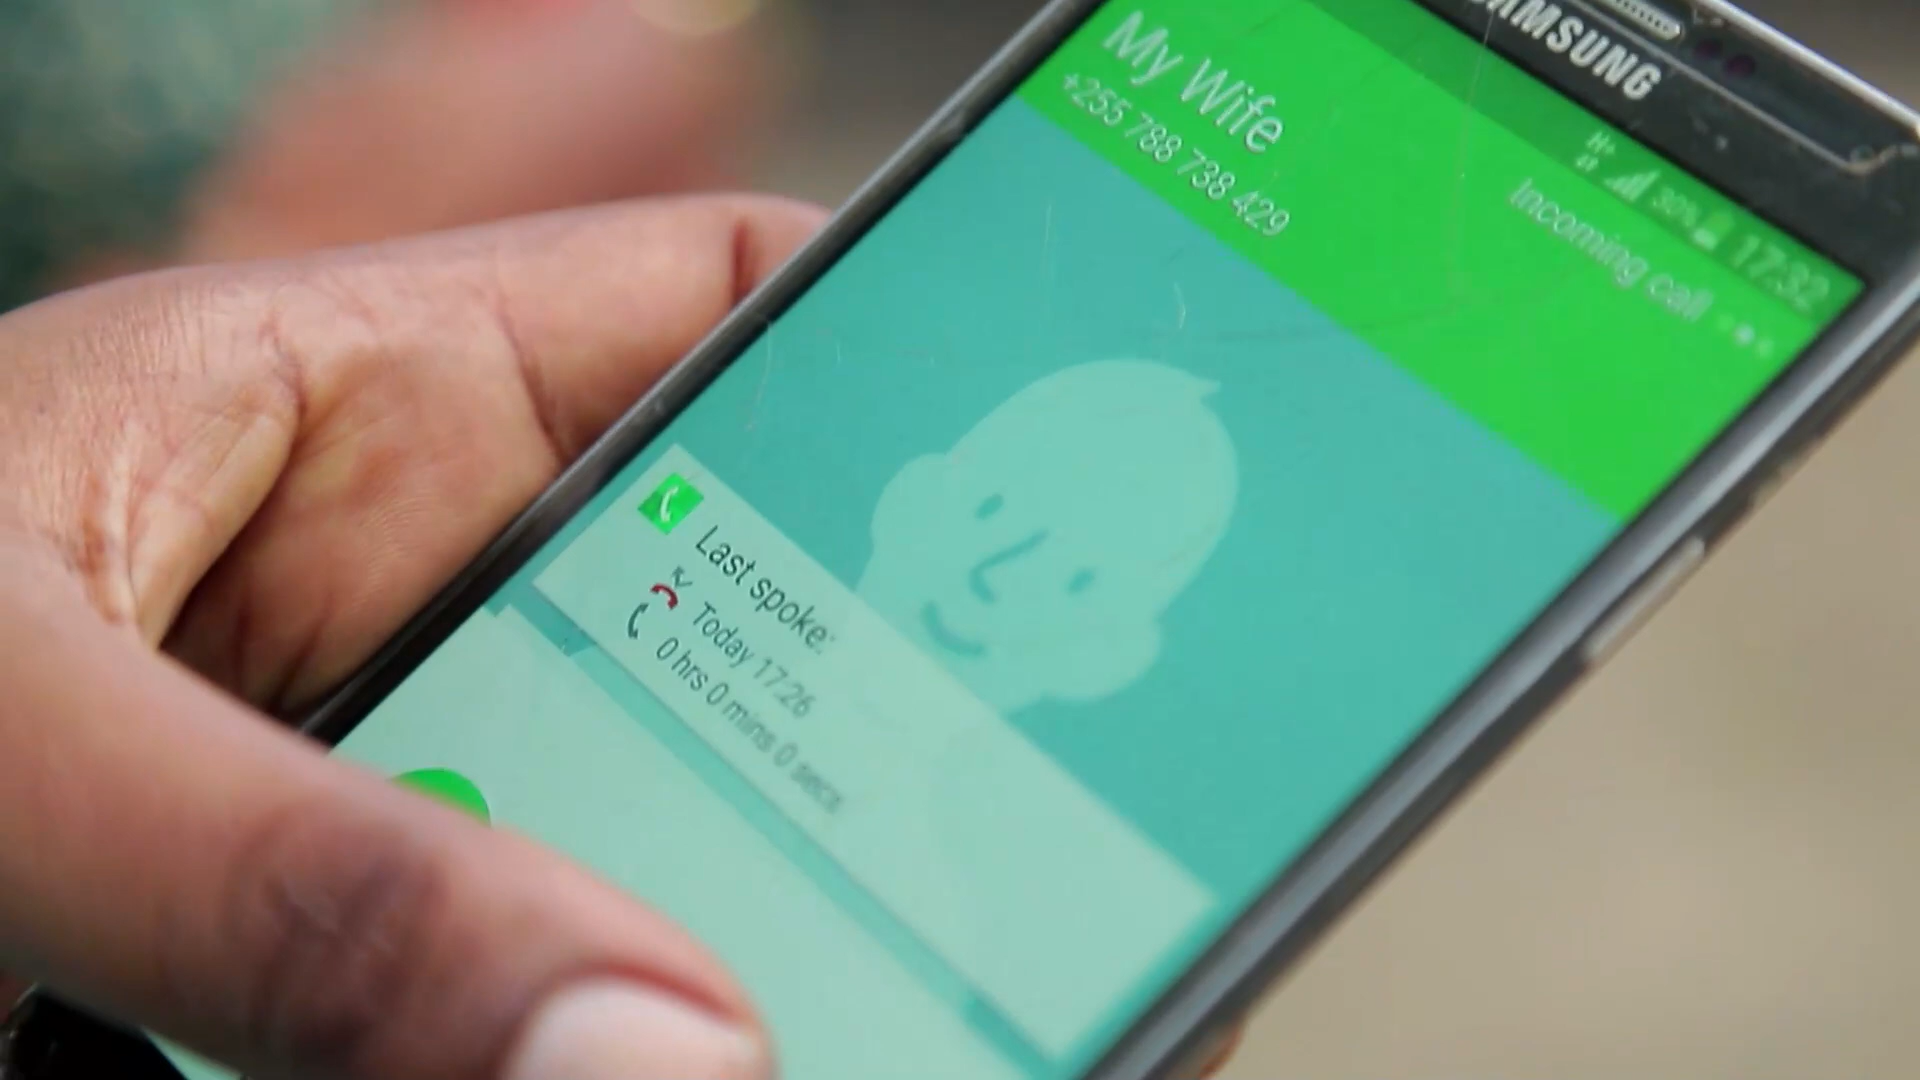 SAMSUNG
H+ 30% 17:32
Incoming call
My Wife
+255 788 738 429
Last spoke:
Today 17:26
0 hrs 0 mins 0 secs